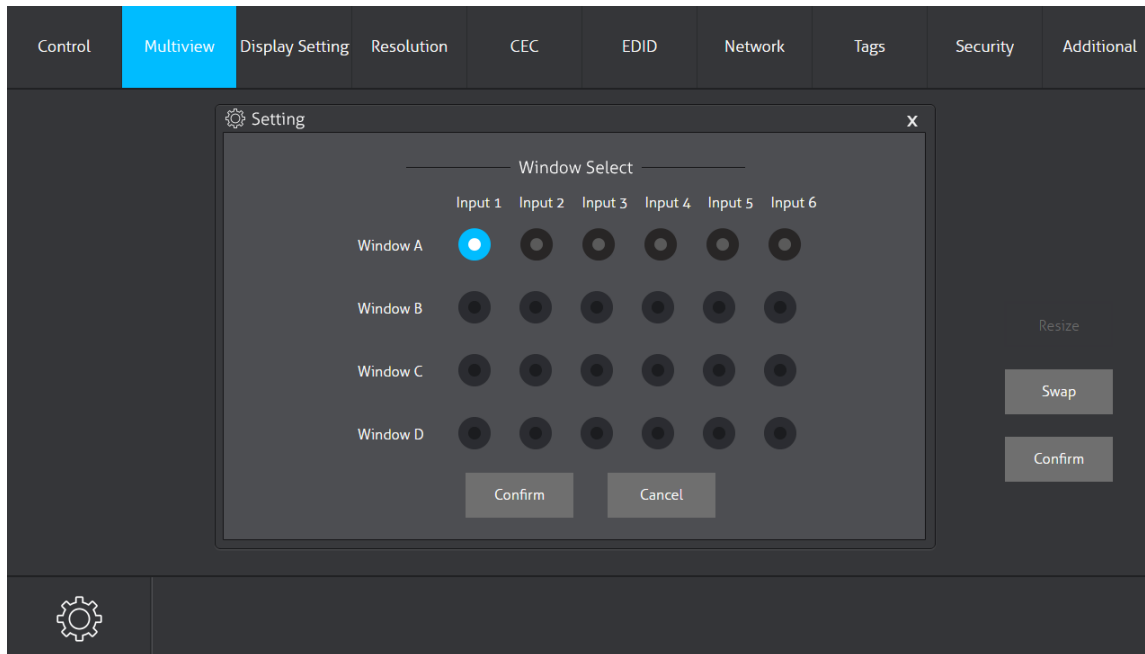 Control Multiview Display Setting Resolution CEC EDID Network Tags Security Additional
Setting X
Window Select
Input 1 Input 2 Input 3 Input 4 Input 5 Input 6
Window A
Window B
Resize
Window C
Swap
Window D
Confirm
Confirm Cancel